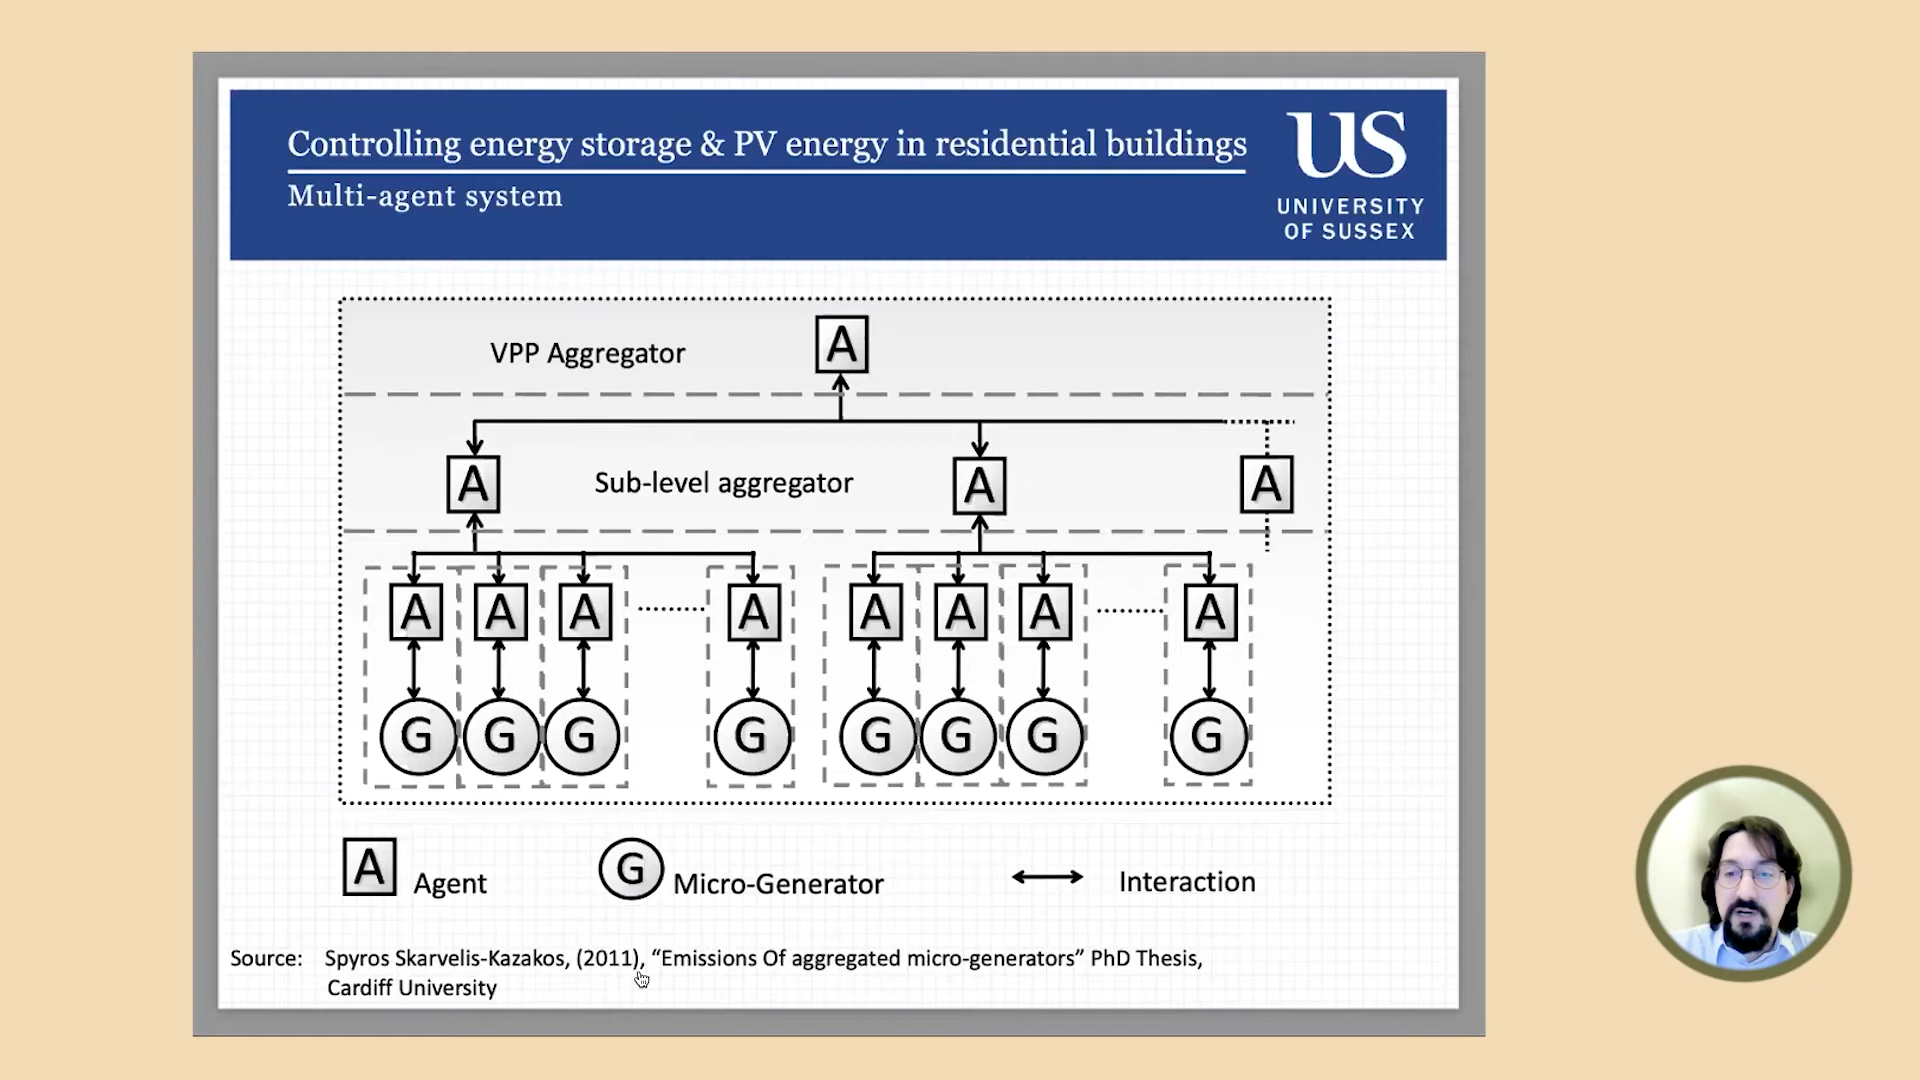 Controlling energy storage & PV energy in residential buildings
Multi-agent system
US
UNIVERSITY
OF SUSSEX
VPP Aggregator
A
A
Sub-level aggregator
A
A
A
A
A
A
A
A
A
A
G
G
G
G
G
G
G
G
A Agent
G Micro-Generator
Interaction
Source: Spyros Skarvelis-Kazakos, (2011), “Emissions Of aggregated micro-generators” PhD Thesis,
Cardiff University